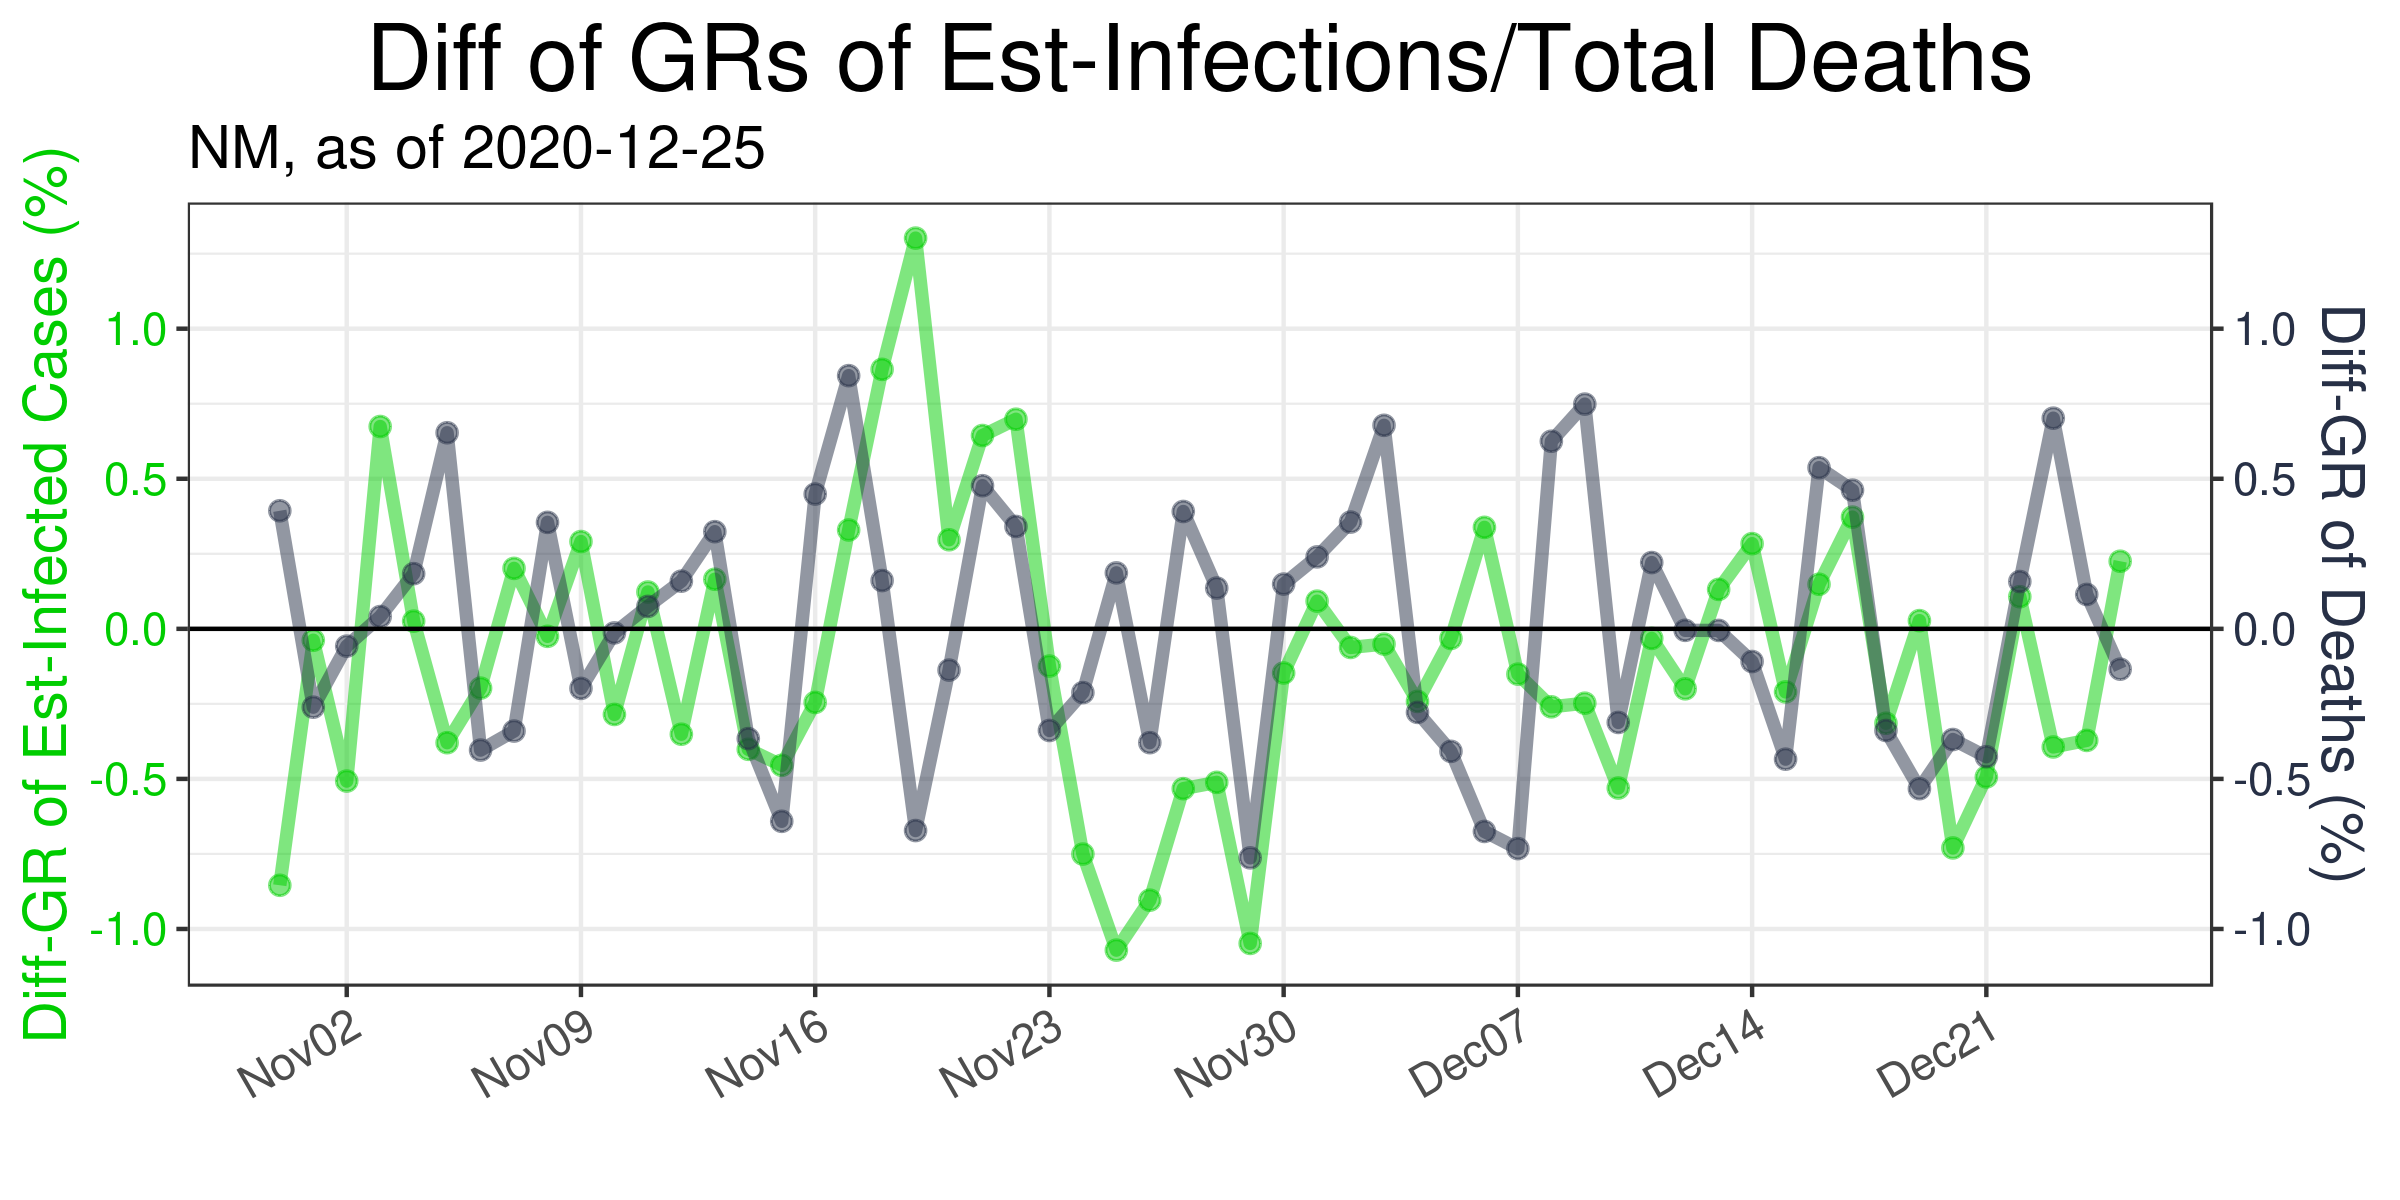 Diff of GRs of Est-Infections/Total Deaths
NM, as of 2020-12-25
Diff-GR of Est-Infected Cases (%)
1.0
0.5
0.0
-0.5
-1.0
1.0
0.5
0.0
-0.5
-1.0
Diff-GR of Deaths (%)
Nov02
Nov09
Nov16
Nov23
Nov30
Dec07
Dec14
Dec21